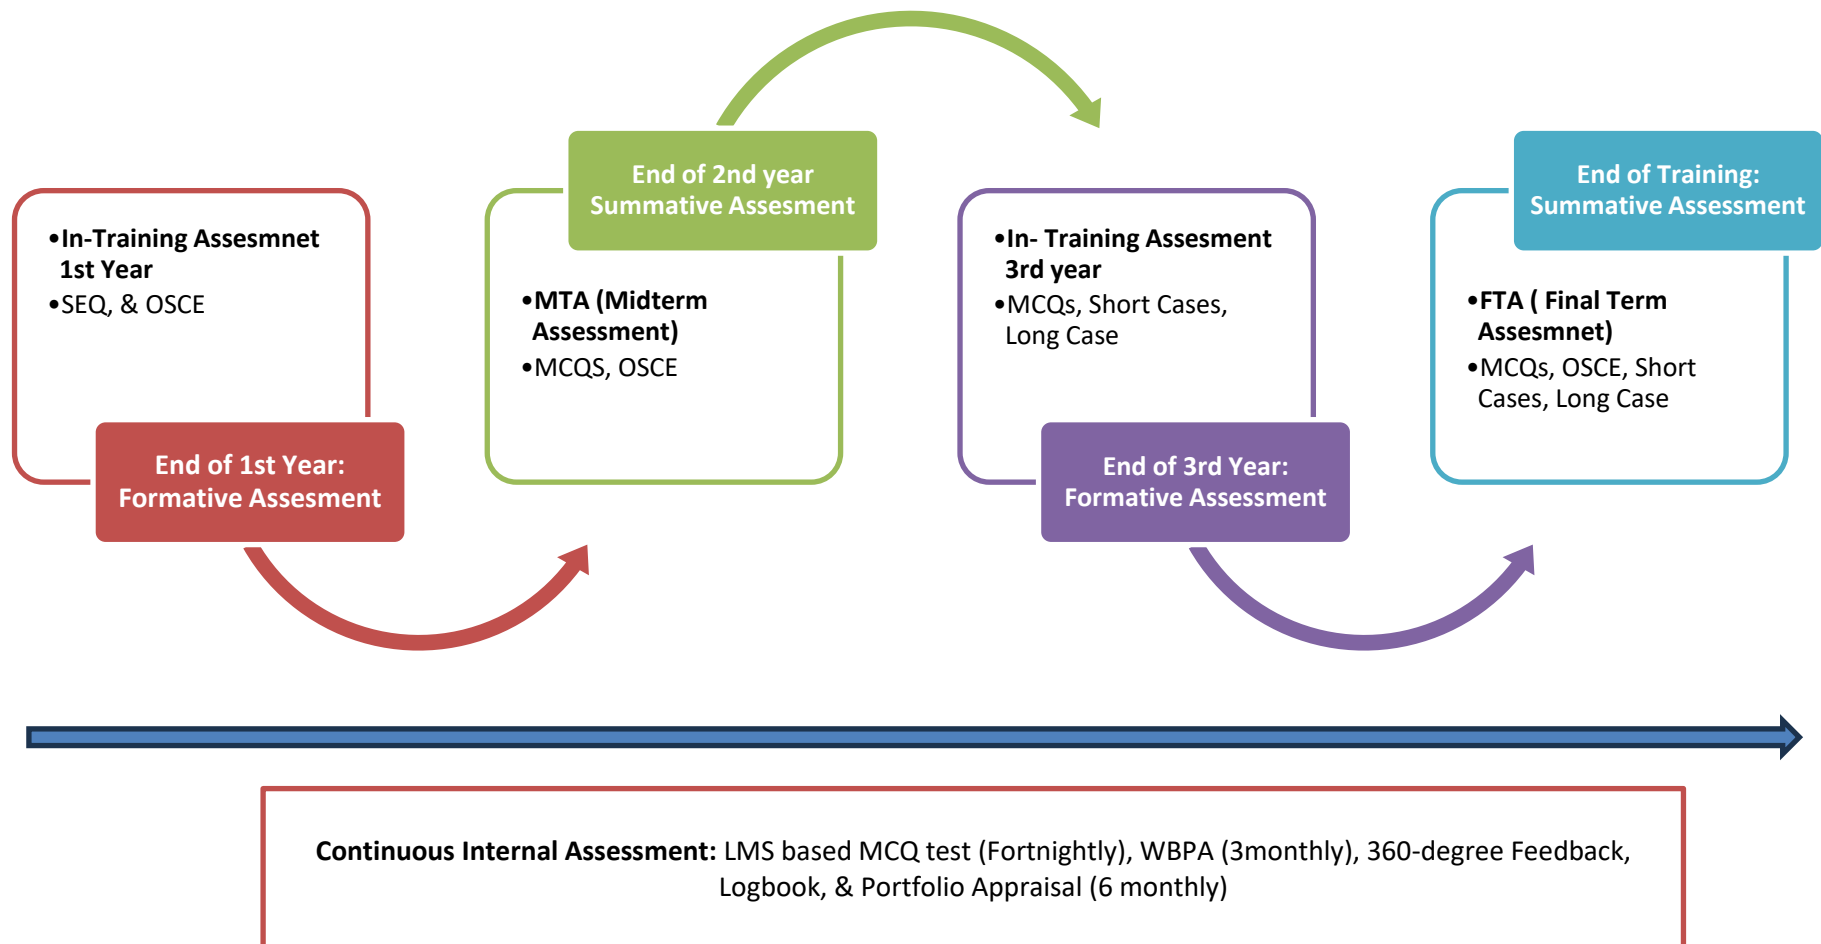 •In-Training Assesmnet
1st Year
•SEQ, & OSCE
End of 1st Year:
Formative Assesment
End of 2nd year
Summative Assesment
•MTA (Midterm
Assessment)
•MCQS, OSCE
•In- Training Assesment
3rd year
•MCQs, Short Cases,
Long Case
End of 3rd Year:
Formative Assessment
End of Training:
Summative Assessment
•FTA ( Final Term
Assesmnet)
•MCQs, OSCE, Short
Cases, Long Case
Continuous Internal Assessment: LMS based MCQ test (Fortnightly), WBPA (3monthly), 360-degree Feedback,
Logbook, & Portfolio Appraisal (6 monthly)